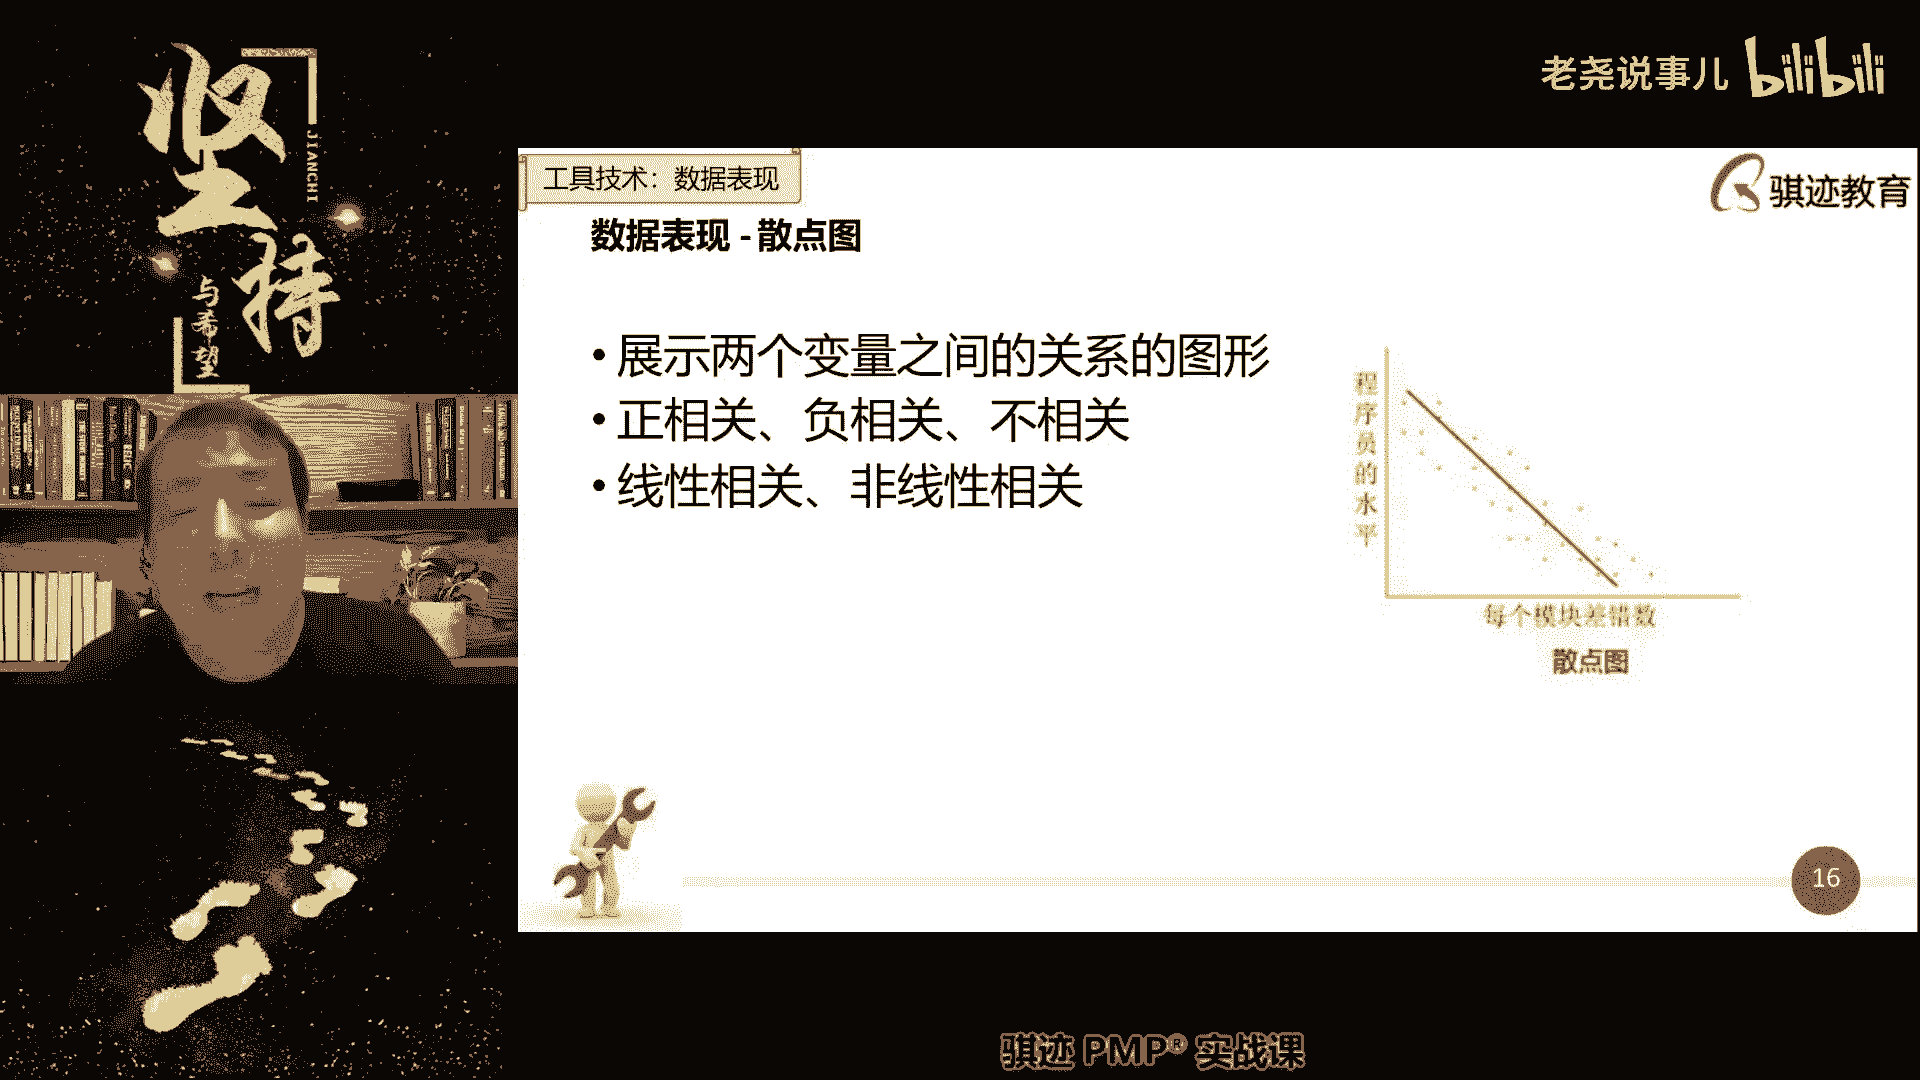 坚持
JIANCHI
与希望
老尧说事儿 bilibili
工具技术：数据表现
骐迹教育
数据表现 - 散点图
• 展示两个变量之间的关系的图形
• 正相关、负相关、不相关
• 线性相关、非线性相关
程序员的水平
每个模块差错数
散点图
16
骐迹 PMP® 实战课